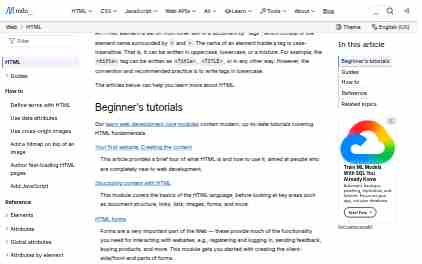 mdn_
HTML
CSS
JavaScript
Web APIs
All
Learn
Tools
About
Blog
Web > HTML
Theme
English (US)
Filter
HTML
Guides
How to
Define terms with HTML
Use data attributes
Use cross-origin images
Add a hitmap on top of an
image
Author fast-loading HTML
pages
Add JavaScript
Reference
Elements
Attributes
Global attributes
Attributes by element
element name surrounded by < and >. The name of an element inside a tag is case-
insensitive. That is, it can be written in uppercase, lowercase, or a mixture. For example, the
<title> tag can be written as <Title>, <TITLE>, or in any other way. However, the
convention and recommended practice is to write tags in lowercase.
The articles below can help you learn more about HTML.
Beginner's tutorials
Our learn web development core modules contain modern, up-to-date tutorials covering
HTML fundamentals.
Your first website: Creating the content
This article provides a brief tour of what HTML is and how to use it, aimed at people who
are completely new to web development.
Structuring content with HTML
This module covers the basics of the HTML language, before looking at key areas such
as document structure, links, lists, images, forms, and more.
HTML forms
Forms are a very important part of the Web — these provide much of the functionality
you need for interacting with websites, e.g., registering and logging in, sending feedback,
buying products, and more. This module gets you started with creating the client-
side/front-end parts of forms.
In this article
Beginner's tutorials
Guides
How to
Reference
Related topics
Train ML Models
With SQL You
Already Know
Start Now